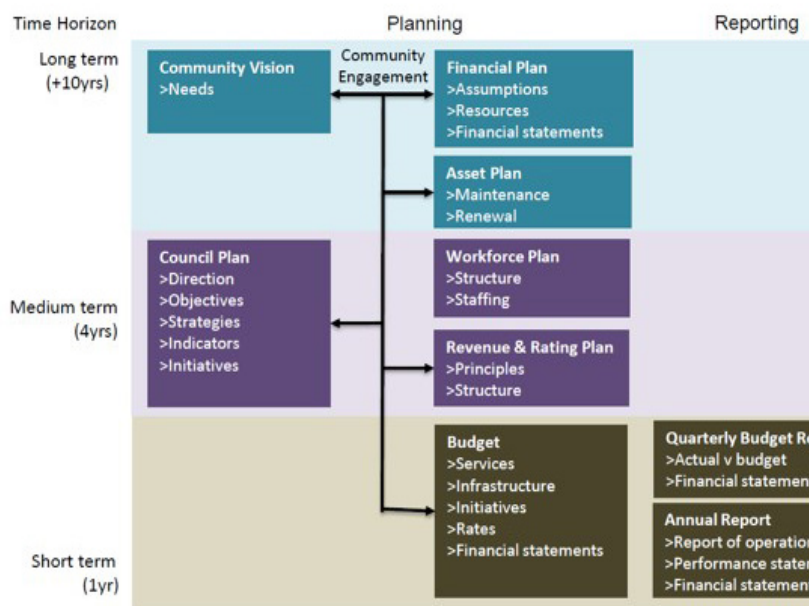 Time Horizon
Planning
Reporting
Long term
(+10yrs)
Community Vision
>Needs
Community
Engagement
Financial Plan
>Assumptions
>Resources
>Financial statements
Asset Plan
>Maintenance
>Renewal
Medium term
(4yrs)
Council Plan
>Direction
>Objectives
>Strategies
>Indicators
>Initiatives
Workforce Plan
>Structure
>Staffing
Revenue & Rating Plan
>Principles
>Structure
Short term
(1yr)
Budget
>Services
>Infrastructure
>Initiatives
>Rates
>Financial statements
Quarterly Budget Re
>Actual v budget
>Financial statemen
Annual Report
>Report of operation
>Performance statem
>Financial statement